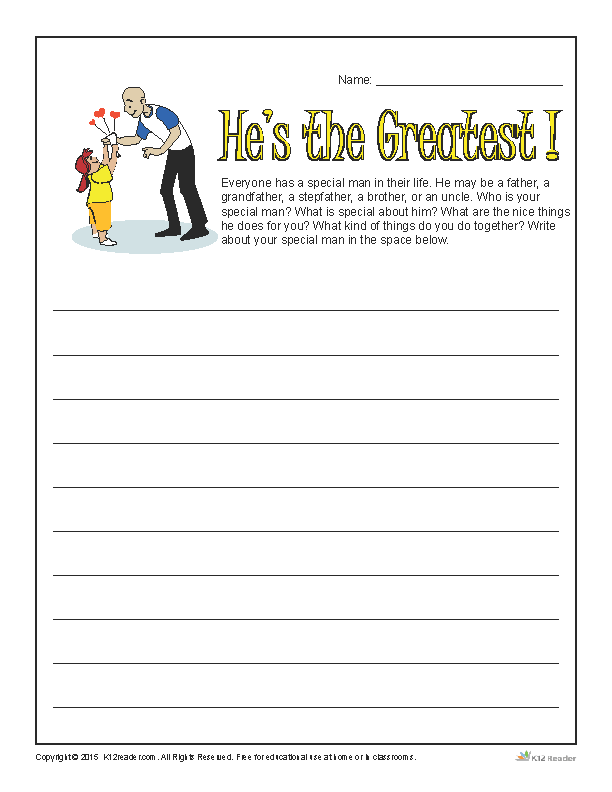 Name: ____________________________
He's the Greatest !
Everyone has a special man in their life. He may be a father, a
grandfather, a stepfather, a brother, or an uncle. Who is your
special man? What is special about him? What are the nice things
he does for you? What kind of things do you do together? Write
about your special man in the space below.
Copyright © 2015 K12reader.com. All Rights Reserved. Free for educational use at home or in classrooms.
K12 Reader